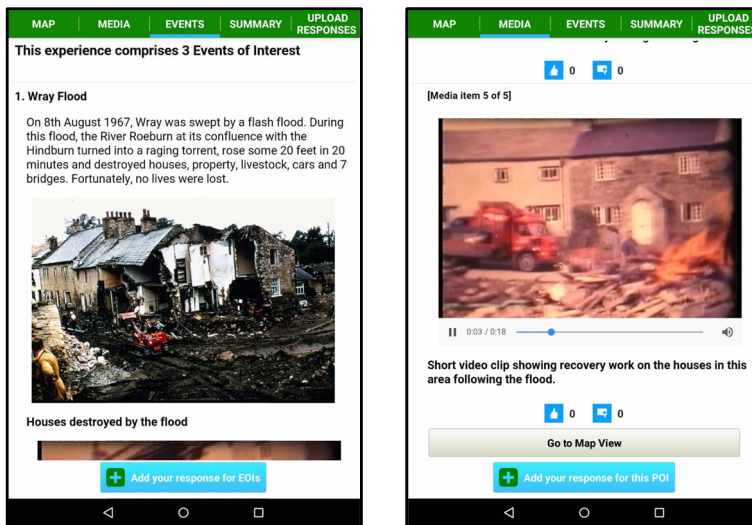 MAP MEDIA EVENTS SUMMARY UPLOAD RESPONSES
This experience comprises 3 Events of Interest
1. Wray Flood
On 8th August 1967, Wray was swept by a flash flood. During
this flood, the River Roeburn at its confluence with the
Hindburn turned into a raging torrent, rose some 20 feet in 20
minutes and destroyed houses, property, livestock, cars and 7
bridges. Fortunately, no lives were lost.
Houses destroyed by the flood
Add your response for EOIs
MAP MEDIA EVENTS SUMMARY UPLOAD RESPONSES
0 0
[Media item 5 of 5]
0:03 / 0:18
Short video clip showing recovery work on the houses in this
area following the flood.
0 0
Go to Map View
Add your response for this POI